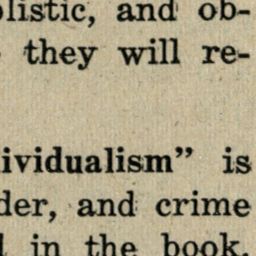 listic, and ob-
they will re-
ividualism” is
der, and crime
in the book.